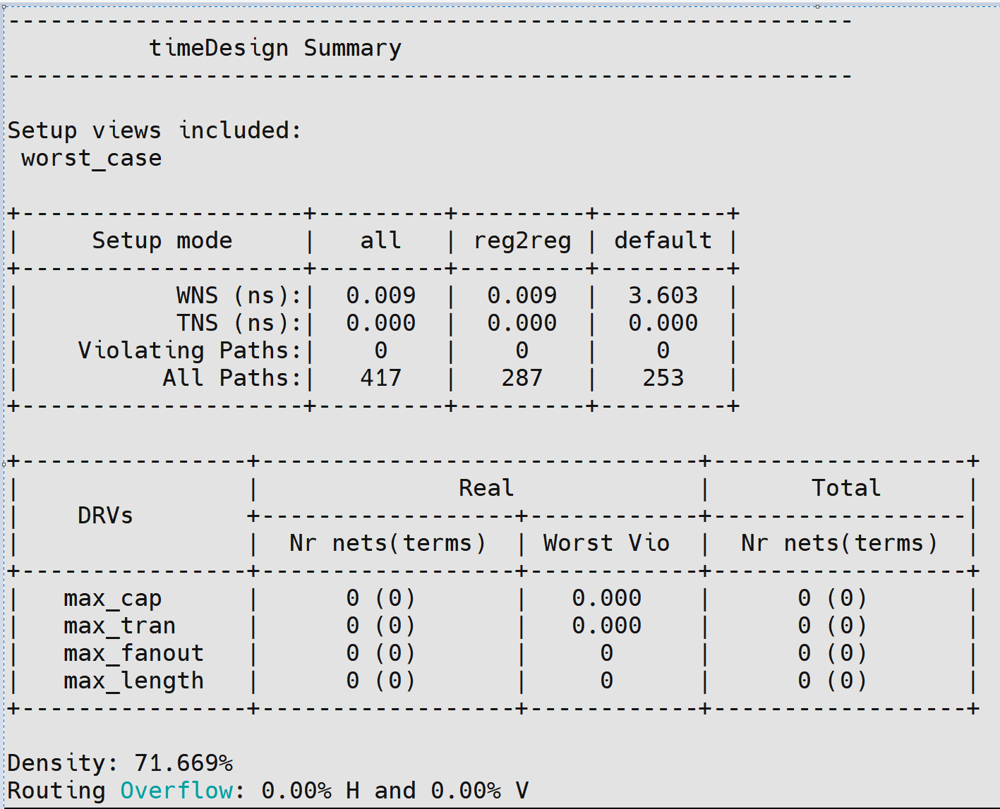 ------------------------------------------------------------
          timeDesign Summary
------------------------------------------------------------

Setup views included:
 worst_case

+--------------------+---------+---------+---------+
|     Setup mode     |   all   | reg2reg | default |
+--------------------+---------+---------+---------+
|           WNS (ns):|  0.009  |  0.009  |  3.603  |
|           TNS (ns):|  0.000  |  0.000  |  0.000  |
|    Violating Paths:|    0    |    0    |    0    |
|          All Paths:|   417   |   287   |   253   |
+--------------------+---------+---------+---------+

+----------------+-------------------------------+------------------+
|                |              Real             |       Total      |
|    DRVs        +------------------+------------+------------------|
|                |  Nr nets(terms)  | Worst Vio  |  Nr nets(terms)  |
+----------------+------------------+------------+------------------+
|   max_cap      |      0 (0)       |   0.000    |      0 (0)       |
|   max_tran     |      0 (0)       |   0.000    |      0 (0)       |
|   max_fanout   |      0 (0)       |     0      |      0 (0)       |
|   max_length   |      0 (0)       |     0      |      0 (0)       |
+----------------+------------------+------------+------------------+

Density: 71.669%
Routing Overflow: 0.00% H and 0.00% V